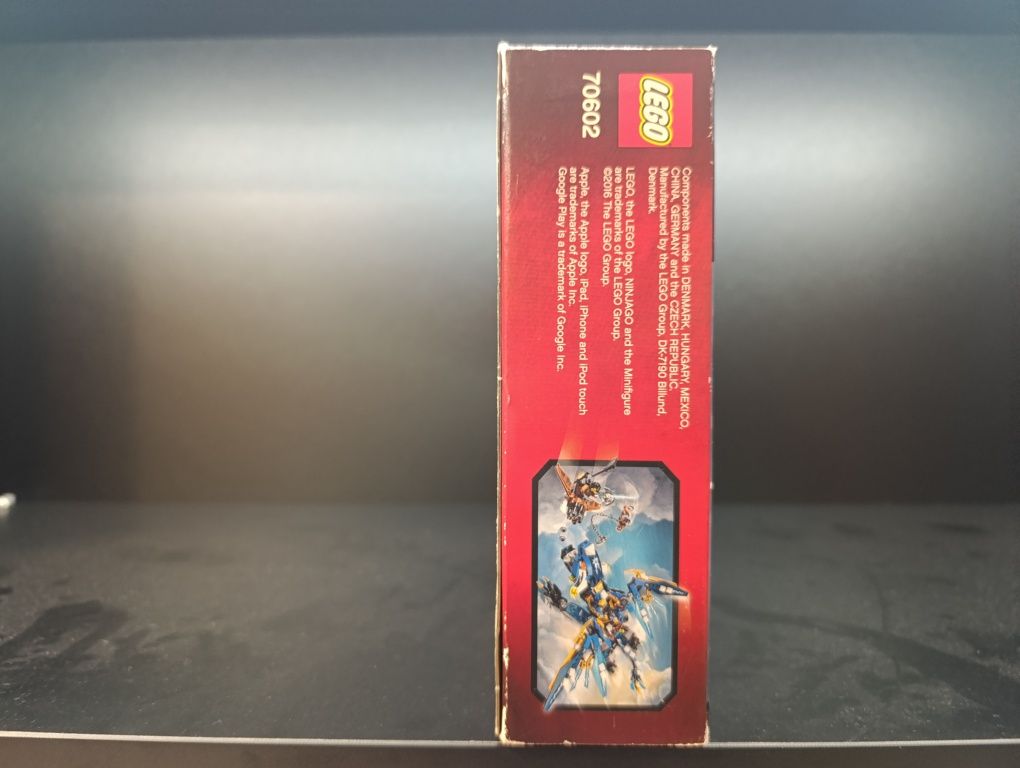 LEGO
70602
Components made in DENMARK, HUNGARY, MEXICO,
CHINA, GERMANY and the CZECH REPUBLIC.
Manufactured by the LEGO Group, DK-7190 Billund,
Denmark.
LEGO, the LEGO logo, NINJAGO and the Minifigure
are trademarks of the LEGO Group.
©2016 The LEGO Group.
Apple, the Apple logo, iPad, iPhone and iPod touch
are trademarks of Apple Inc.
Google Play is a trademark of Google Inc.